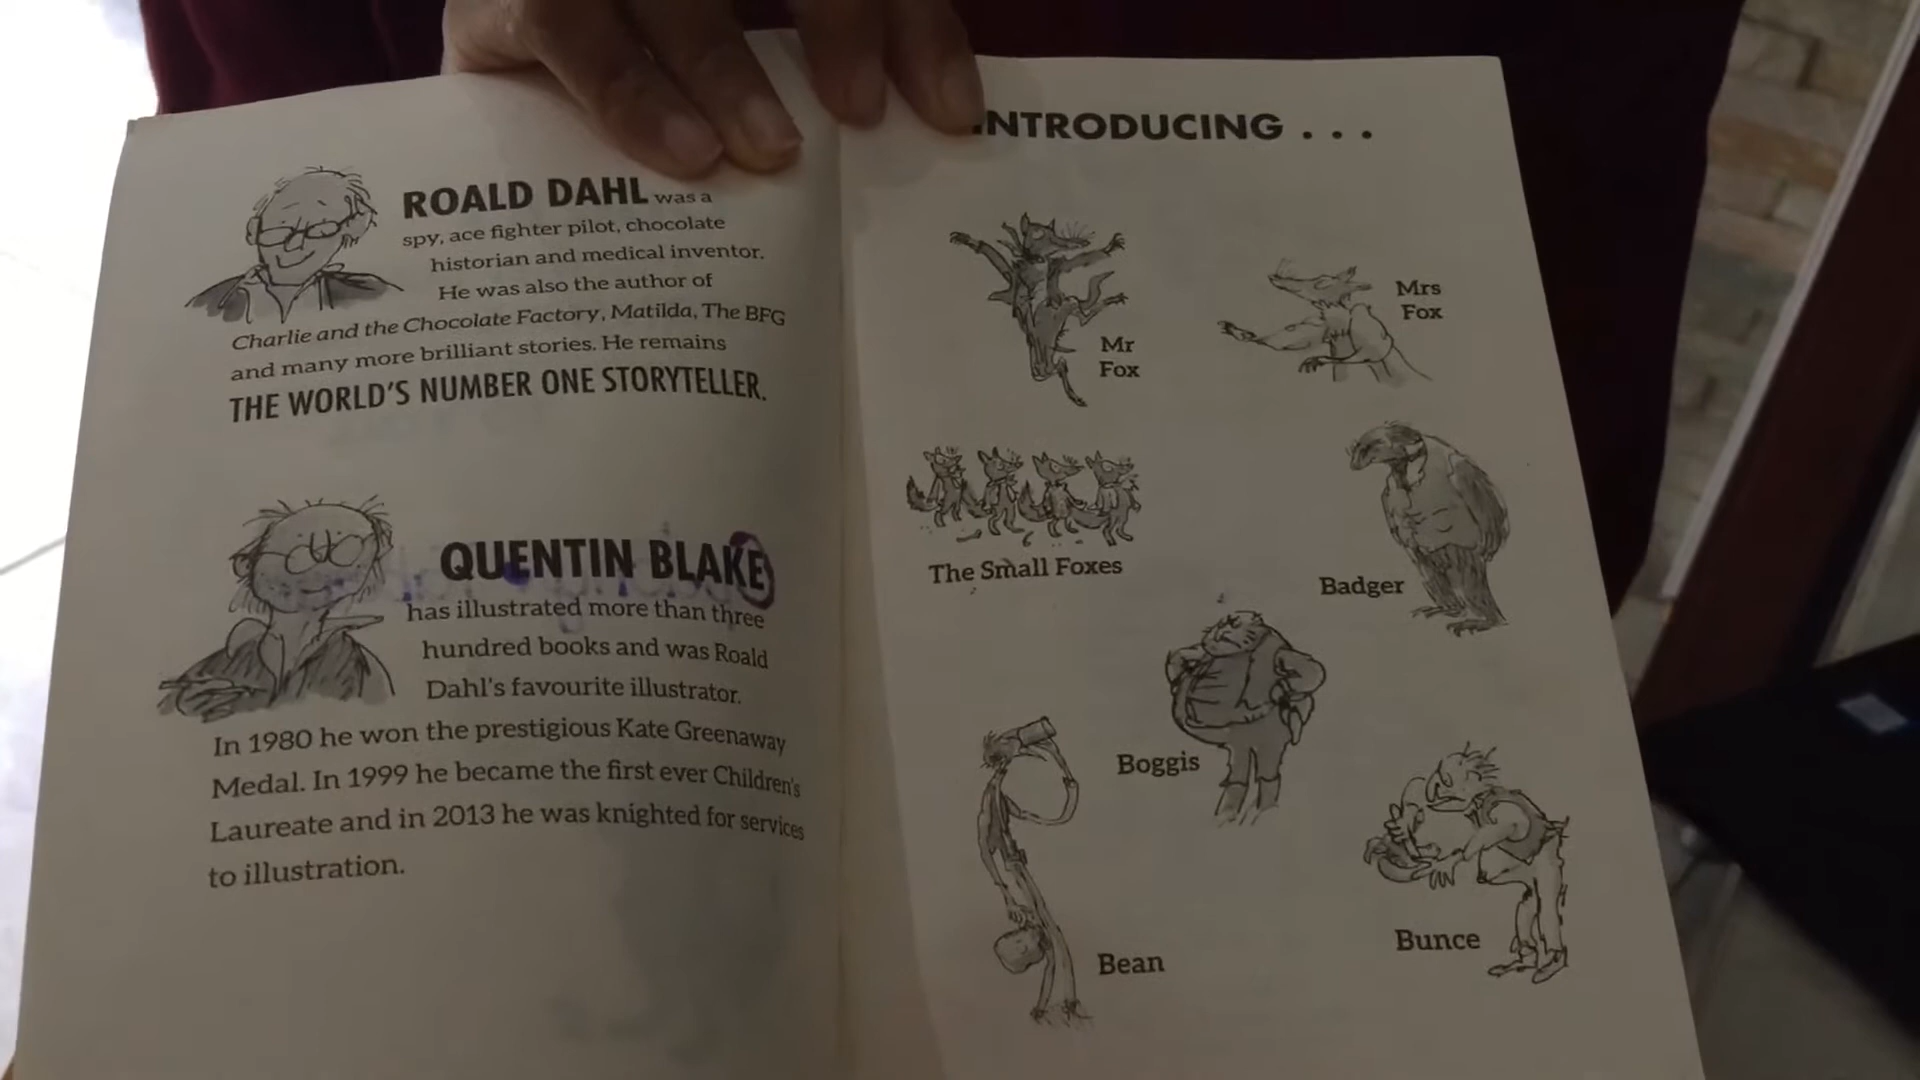 ROALD DAHL was a
spy, ace fighter pilot, chocolate
historian and medical inventor.
He was also the author of
Charlie and the Chocolate Factory, Matilda, The BFG
and many more brilliant stories. He remains
THE WORLD'S NUMBER ONE STORYTELLER.
QUENTIN BLAKE
has illustrated more than three
hundred books and was Roald
Dahl's favourite illustrator.
In 1980 he won the prestigious Kate Greenaway
Medal. In 1999 he became the first ever Children's
Laureate and in 2013 he was knighted for services
to illustration.
INTRODUCING . . .
Mr
Fox
Mrs
Fox
The Small Foxes
Badger
Boggis
Bean
Bunce